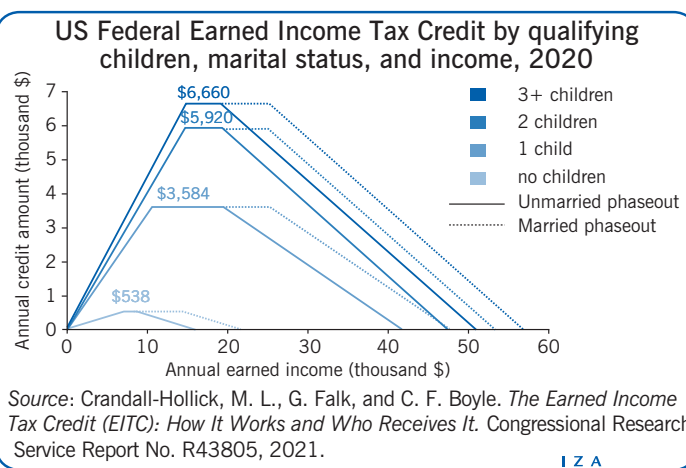 US Federal Earned Income Tax Credit by qualifying
children, marital status, and income, 2020
Annual credit amount (thousand $)
7
6
5
4
3
2
1
0
$6,660
$5,920
$3,584
$538
3+ children
2 children
1 child
no children
Unmarried phaseout
Married phaseout
0 10 20 30 40 50 60
Annual earned income (thousand $)
Source: Crandall-Hollick, M. L., G. Falk, and C. F. Boyle. The Earned Income
Tax Credit (EITC): How It Works and Who Receives It. Congressional Research
Service Report No. R43805, 2021.
I Z A